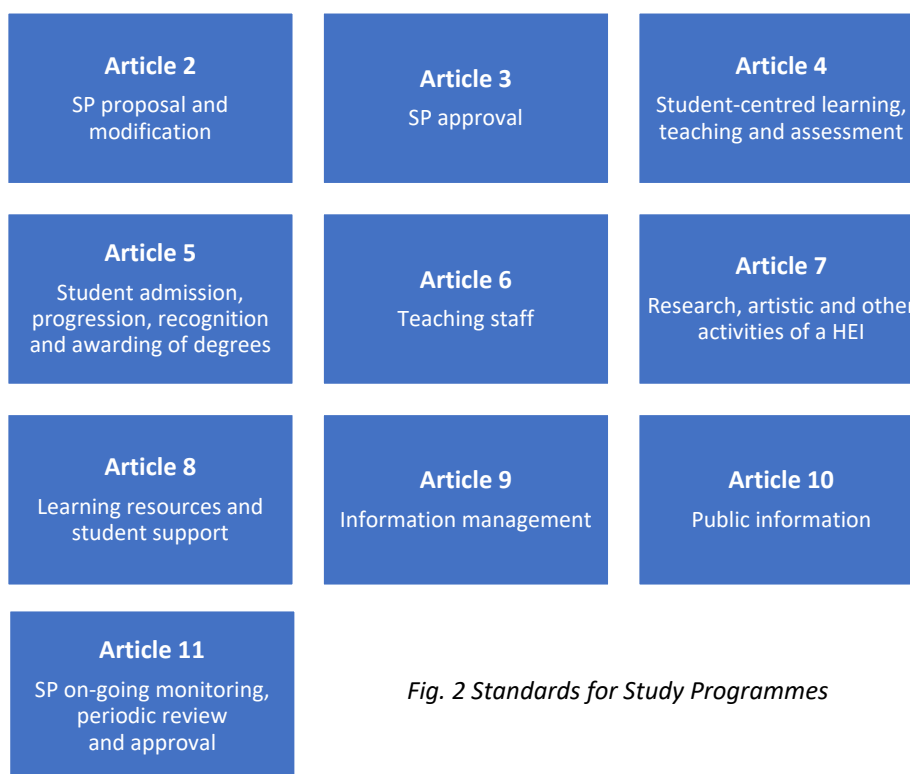 Article 2
SP proposal and
modification
Article 3
SP approval
Article 4
Student-centred learning,
teaching and assessment
Article 5
Student admission,
progression, recognition
and awarding of degrees
Article 6
Teaching staff
Article 7
Research, artistic and other
activities of a HEI
Article 8
Learning resources and
student support
Article 9
Information management
Article 10
Public information
Article 11
SP on-going monitoring,
periodic review
and approval
Fig. 2 Standards for Study Programmes